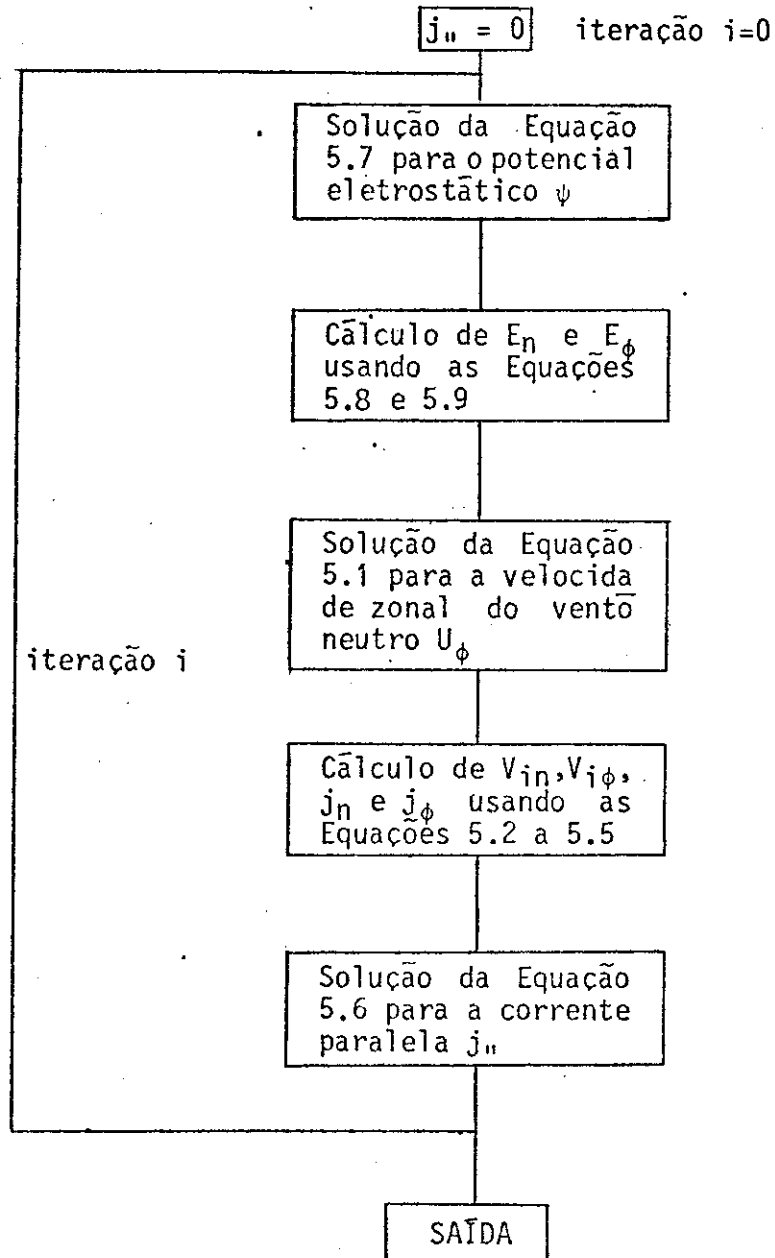 j„ = 0 iteração i=0
Solução da Equação
5.7 para o potencial
eletrostático ψ
Cálculo de En e Eϕ
usando as Equações
5.8 e 5.9
Solução da Equação
5.1 para a velocida
de zonal do vento
neutro Uϕ
iteração i
Cálculo de Vin,Viϕ,
jn e jϕ usando as
Equações 5.2 a 5.5
Solução da Equação
5.6 para a corrente
paralela j„
SAÍDA